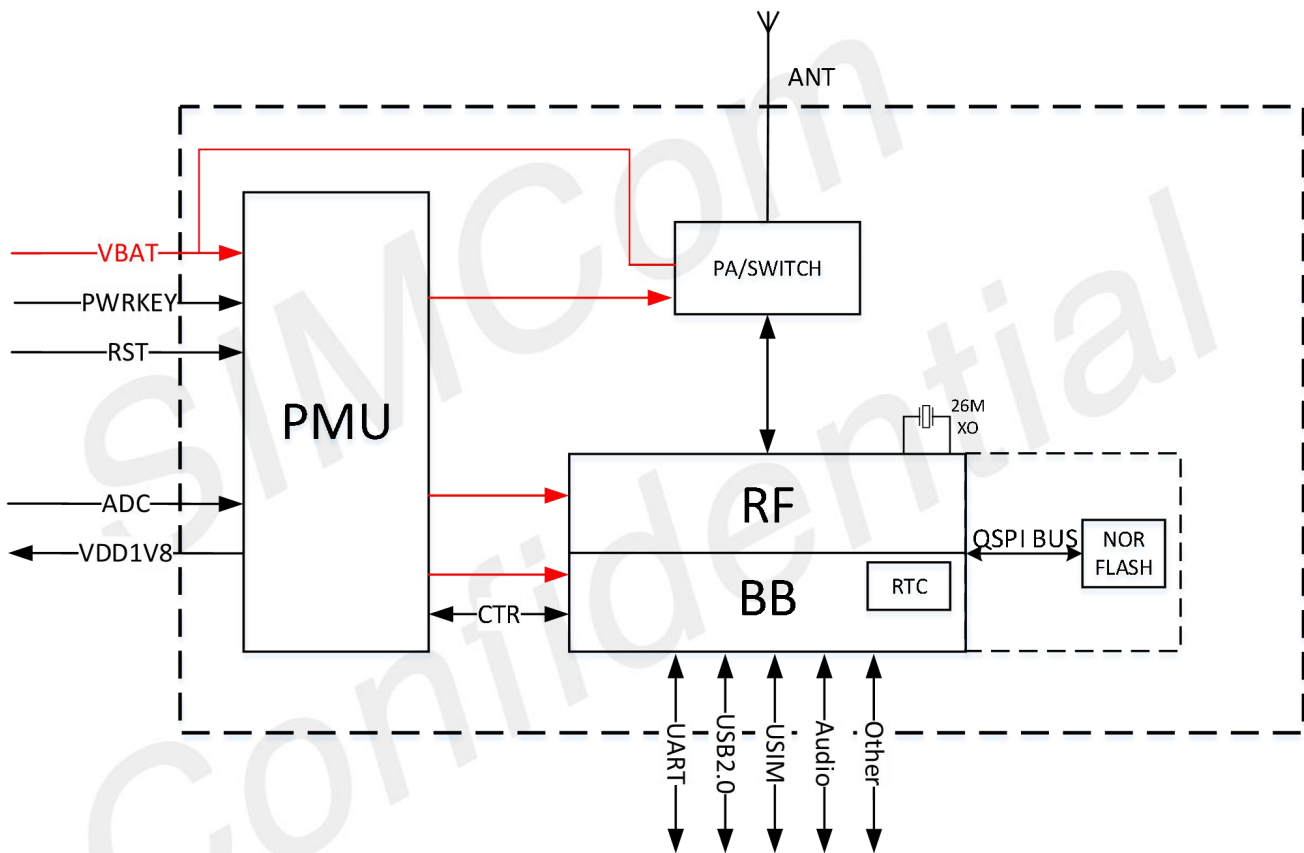 ANT
VBAT
PWRKEY
RST
ADC
VDD1V8
PMU
PA/SWITCH
26M
XO
RF
BB
RTC
CTR
QSPI BUS
NOR
FLASH
UART
USB2.0
USIM
Audio
Other
SIMCom
Confidential